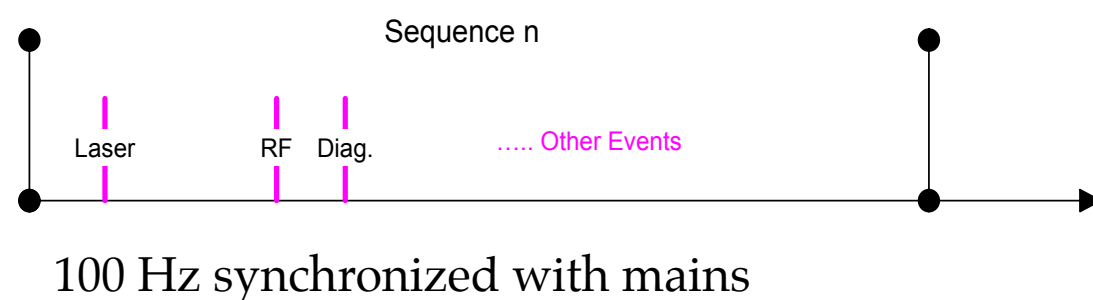 Sequence n
Laser RF Diag. ..... Other Events
100 Hz synchronized with mains